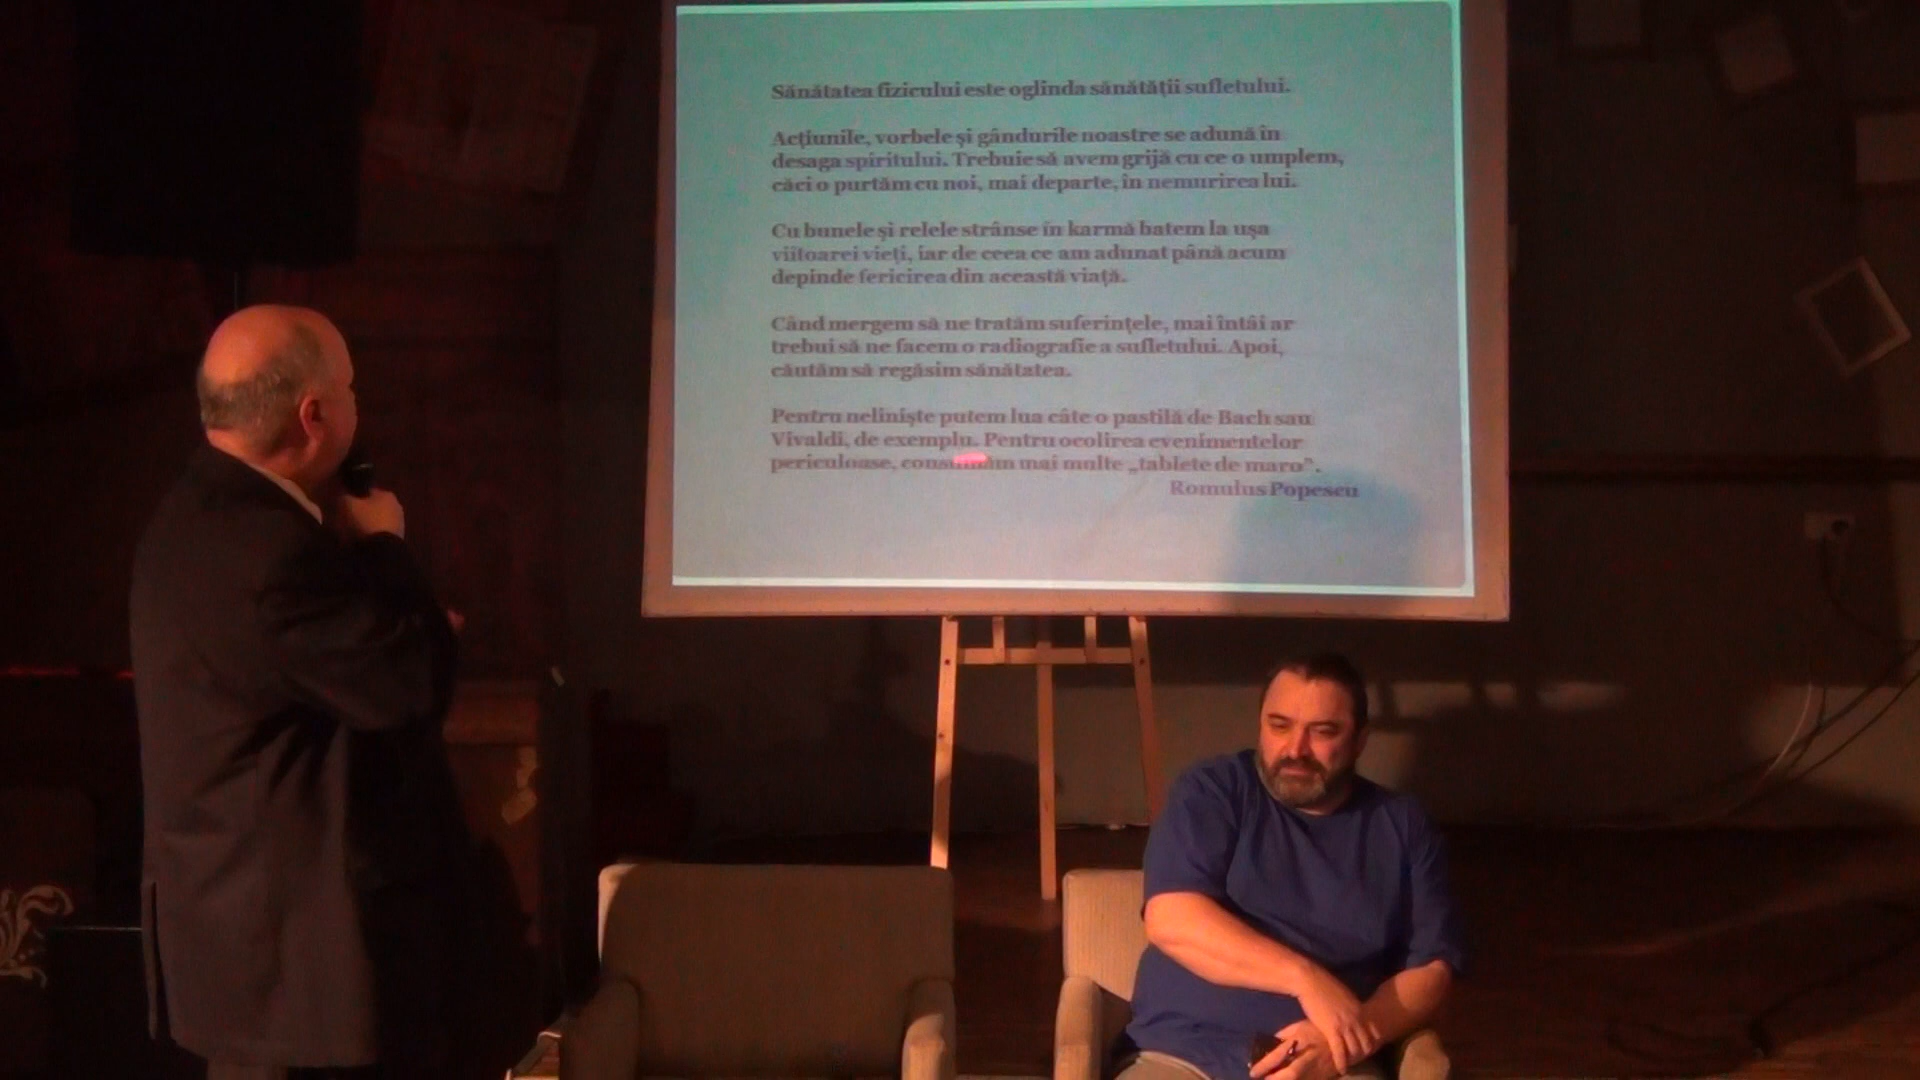 Sănătatea fizicului este oglinda sănătății sufletului.
Acțiunile, vorbele și gândurile noastre se adună în
desaga spiritului. Trebuie să avem grijă cu ce o umplem,
căci o purtăm cu noi, mai departe, în nemurirea lui.
Cu bunele și relele strânse în karmă batem la ușa
viitoarei vieți, iar de ceea ce am adunat până acum
depinde fericirea din această viață.
Când mergem să ne tratăm suferințele, mai întâi ar
trebui să ne facem o radiografie a sufletului. Apoi,
căutăm să regăsim sănătatea.
Pentru neliniște putem lua câte o pastilă de Bach sau
Vivaldi, de exemplu. Pentru ocolirea evenimentelor
periculoase, consumăm mai multe „tablete de maro”.
Romulus Popescu